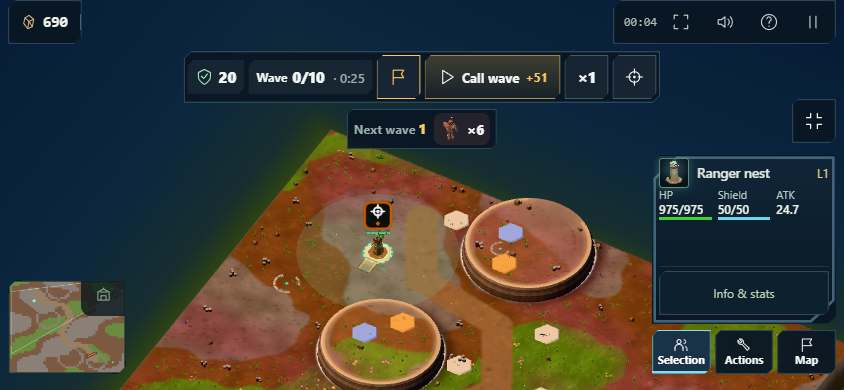 690
00:04
20
Wave 0/10 · 0:25
Call wave +51
×1
Next wave 1
×6
Ranger nest L1
HP Shield ATK
975/975 50/50 24.7
Info & stats
Selection Actions Map